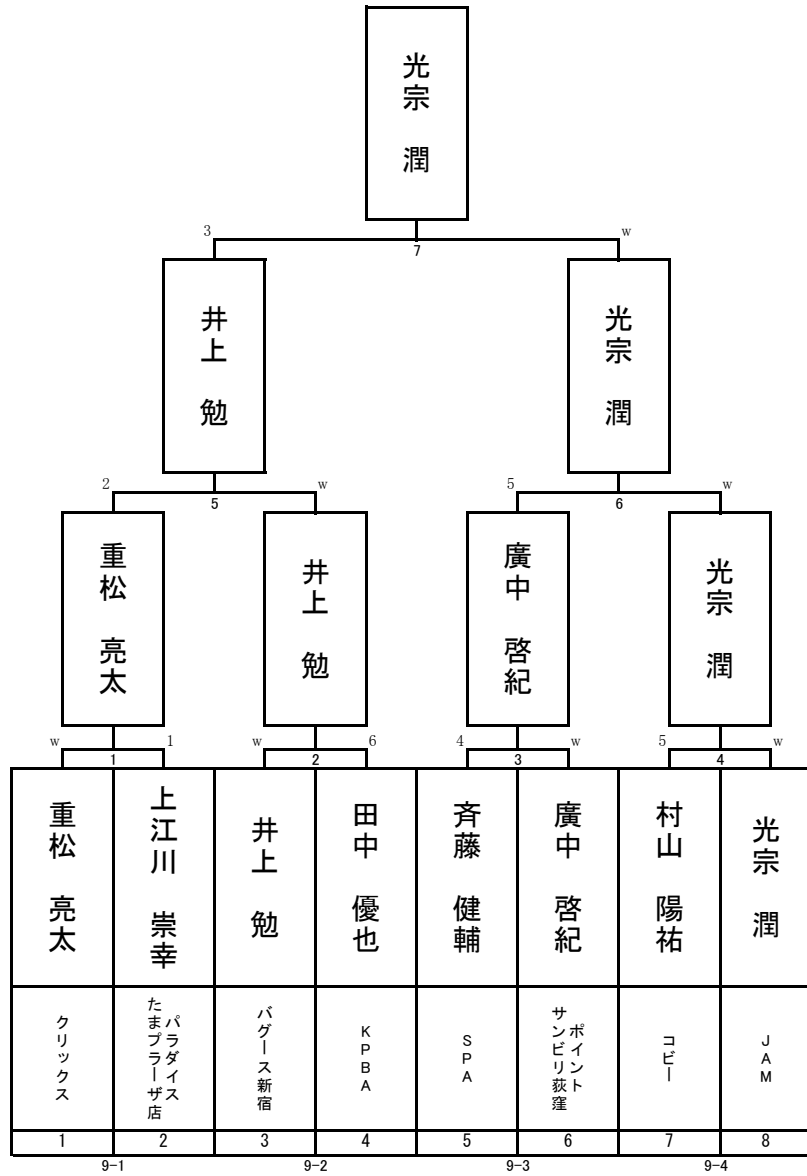 光宗 潤
3
w
7
井上 勉
光宗 潤
2
w
5
w
5
6
重松 亮太
井上 勉
廣中 啓紀
光宗 潤
w
1
w
6
4
w
5
w
1
2
3
4
重松 亮太
上江川 崇幸
井上 勉
田中 優也
斉藤 健輔
廣中 啓紀
村山 陽祐
光宗 潤
クリックス
パラダイス
たまプラーザ店
バグース新宿
KPBA
SPA
ポイント
サンビリ荻窪
コビー
JAM
1
2
3
4
5
6
7
8
9-1
9-2
9-3
9-4